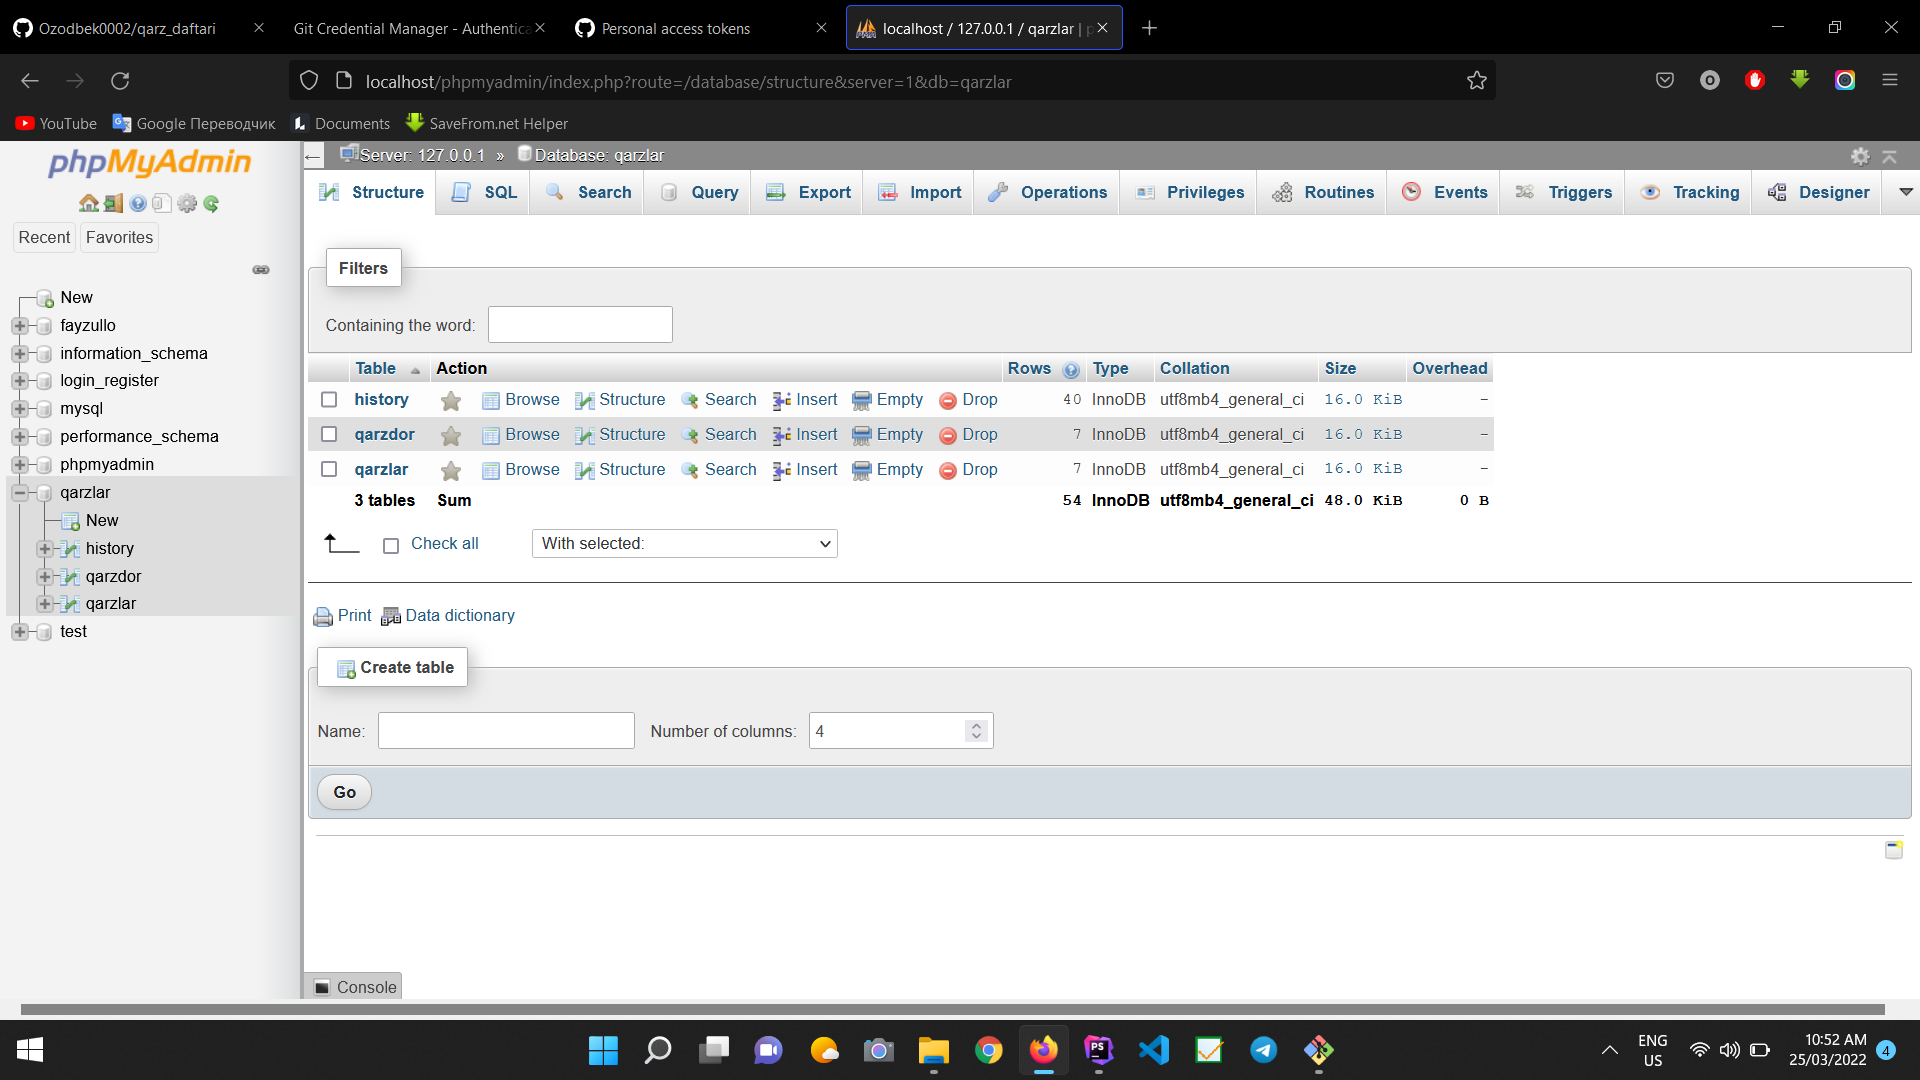 Ozodbek0002/qarz_daftari
Git Credential Manager - Authentica
Personal access tokens
localhost / 127.0.0.1 / qarzlar | p
localhost/phpmyadmin/index.php?route=/database/structure&server=1&db=qarzlar
YouTube
Google Переводчик
Documents
SaveFrom.net Helper
phpMyAdmin
Recent Favorites
New
fayzullo
information_schema
login_register
mysql
performance_schema
phpmyadmin
qarzlar
New
history
qarzdor
qarzlar
test
Server: 127.0.0.1 » Database: qarzlar
Structure SQL Search Query Export Import Operations Privileges Routines Events Triggers Tracking Designer
Filters
Containing the word:
Table Action Rows Type Collation Size Overhead
history Browse Structure Search Insert Empty Drop 40 InnoDB utf8mb4_general_ci 16.0 KiB -
qarzdor Browse Structure Search Insert Empty Drop 7 InnoDB utf8mb4_general_ci 16.0 KiB -
qarzlar Browse Structure Search Insert Empty Drop 7 InnoDB utf8mb4_general_ci 16.0 KiB -
3 tables Sum 54 InnoDB utf8mb4_general_ci 48.0 KiB 0 B
Check all With selected:
Print Data dictionary
Create table
Name: Number of columns: 4
Go
Console
ENG
US
10:52 AM
25/03/2022
4